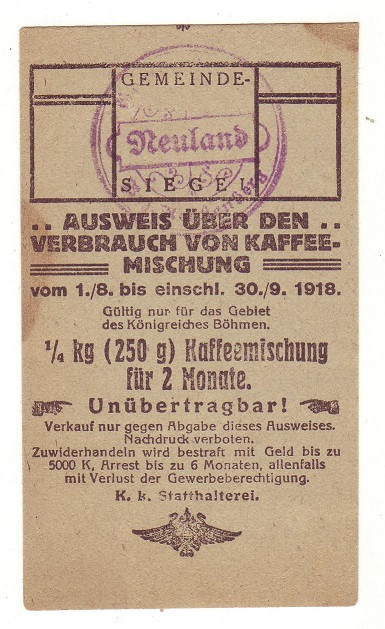 GEMEINDE-
Neuland
SIEGEL
.. AUSWEIS ÜBER DEN ..
VERBRAUCH VON KAFFEE-
MISCHUNG
vom 1./8. bis einschl. 30./9. 1918.
Gültig nur für das Gebiet
des Königreiches Böhmen.
1/4 kg (250 g) Kaffeemischung
für 2 Monate.
Unübertragbar!
Verkauf nur gegen Abgabe dieses Ausweises.
Nachdruck verboten.
Zuwiderhandeln wird bestraft mit Geld bis zu
5000 K, Arrest bis zu 6 Monaten, allenfalls
mit Verlust der Gewerbeberechtigung.
K. k. Statthalterei.